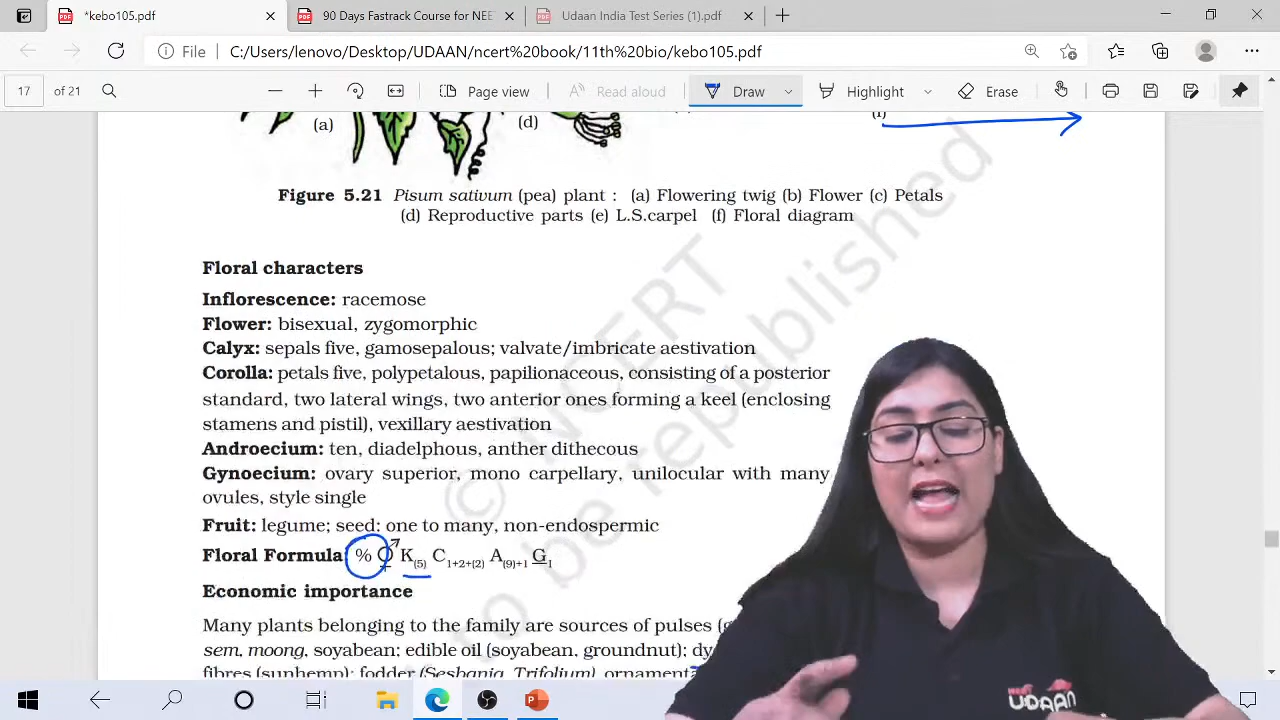 *kebo105.pdf
90 Days Fastrack Course for NEE
Udaan India Test Series (1).pdf
File
C:/Users/lenovo/Desktop/UDAAN/ncert%20book/11th%20bio/kebo105.pdf
17 of 21
Page view
Read aloud
Draw
Highlight
Erase
(a)
(d)
(f)
Figure 5.21 Pisum sativum (pea) plant : (a) Flowering twig (b) Flower (c) Petals
(d) Reproductive parts (e) L.S.carpel (f) Floral diagram
Floral characters
Inflorescence: racemose
Flower: bisexual, zygomorphic
Calyx: sepals five, gamosepalous; valvate/imbricate aestivation
Corolla: petals five, polypetalous, papilionaceous, consisting of a posterior
standard, two lateral wings, two anterior ones forming a keel (enclosing
stamens and pistil), vexillary aestivation
Androecium: ten, diadelphous, anther dithecous
Gynoecium: ovary superior, mono carpellary, unilocular with many
ovules, style single
Fruit: legume; seed: one to many, non-endospermic
Floral Formula: % ⚥ K(5) C1+2+(2) A(9)+1 G1
Economic importance
Many plants belonging to the family are sources of pulses (g
sem, moong, soyabean; edible oil (soyabean, groundnut); dy
fibres (sunhemp); fodder (Sesbania, Trifolium), ornamenta
© NCERT
to be republished
UDAAN